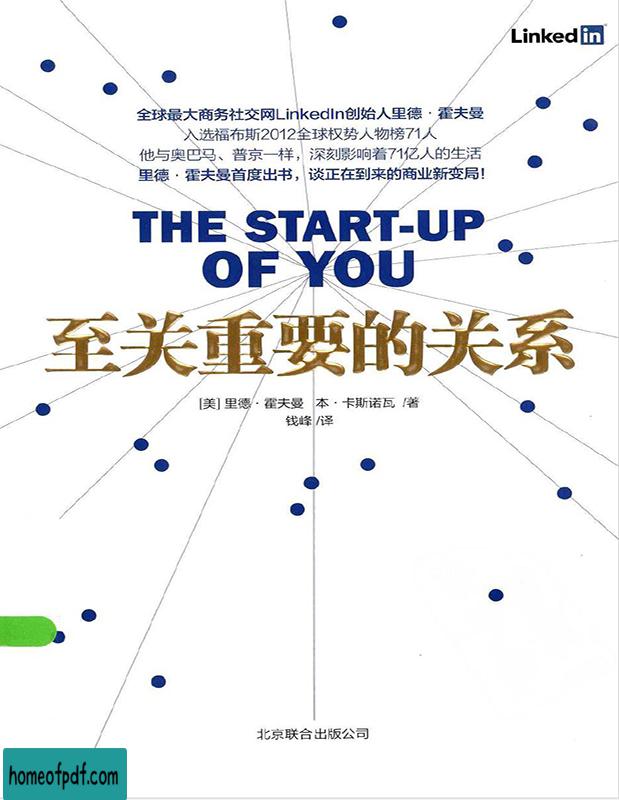 LinkedIn
全球最大商务社交网LinkedIn创始人里德·霍夫曼
入选福布斯2012全球权势人物榜71人
他与奥巴马、普京一样，深刻影响着71亿人的生活
里德·霍夫曼首度出书，谈正在到来的商业新变局！
THE START-UP
OF YOU
至关重要的关系
[美] 里德·霍夫曼 本·卡斯诺瓦 /著
钱峰 /译
北京联合出版公司
homeofpdf.com